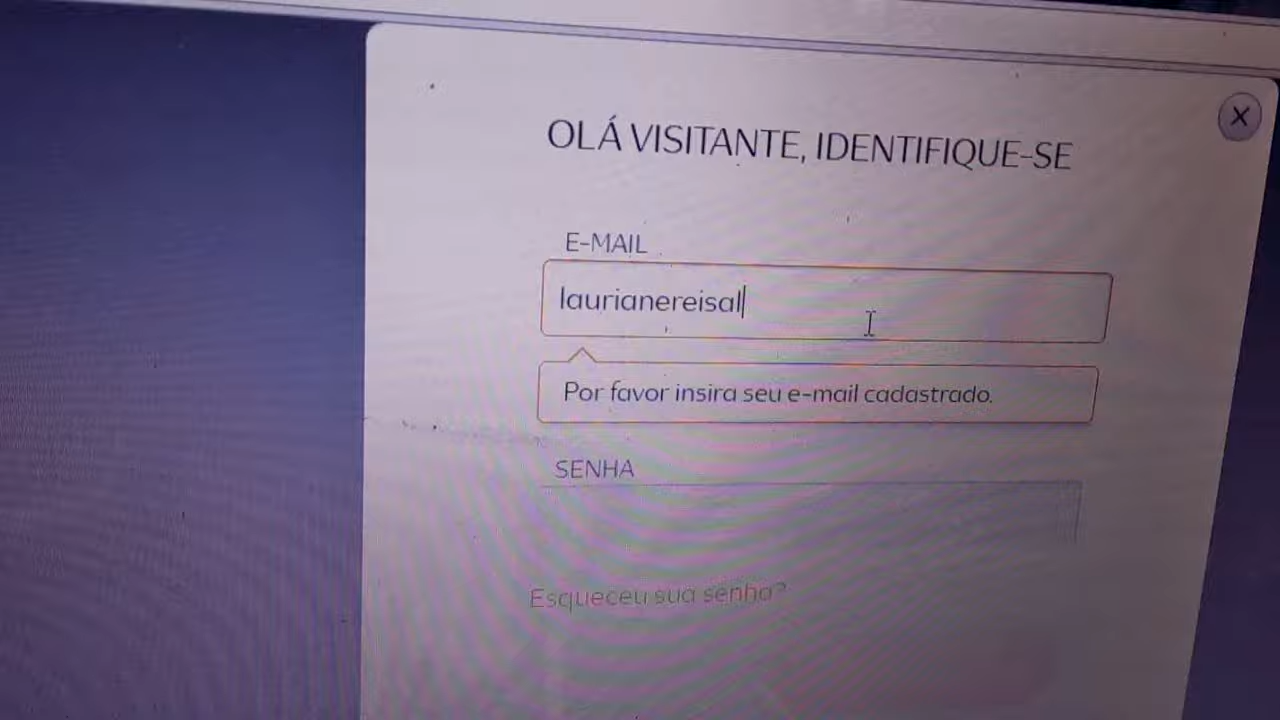 OLÁ VISITANTE, IDENTIFIQUE-SE
E-MAIL
laurianereisal
Por favor insira seu e-mail cadastrado.
SENHA
Esqueceu sua senha?